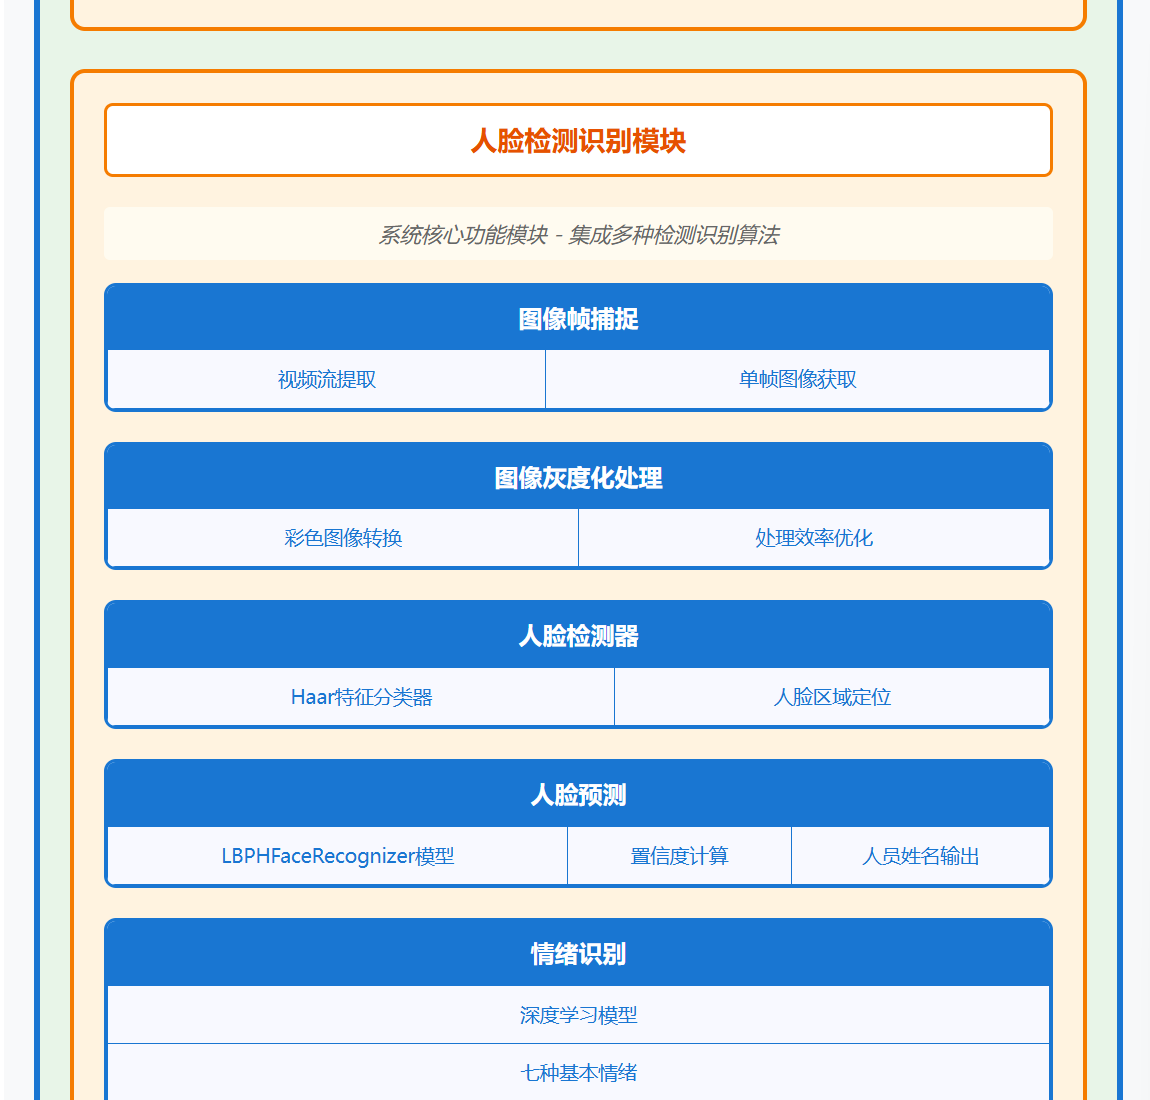 人脸检测识别模块
系统核心功能模块 - 集成多种检测识别算法
图像帧捕捉
视频流提取
单帧图像获取
图像灰度化处理
彩色图像转换
处理效率优化
人脸检测器
Haar特征分类器
人脸区域定位
人脸预测
LBPHFaceRecognizer模型
置信度计算
人员姓名输出
情绪识别
深度学习模型
七种基本情绪